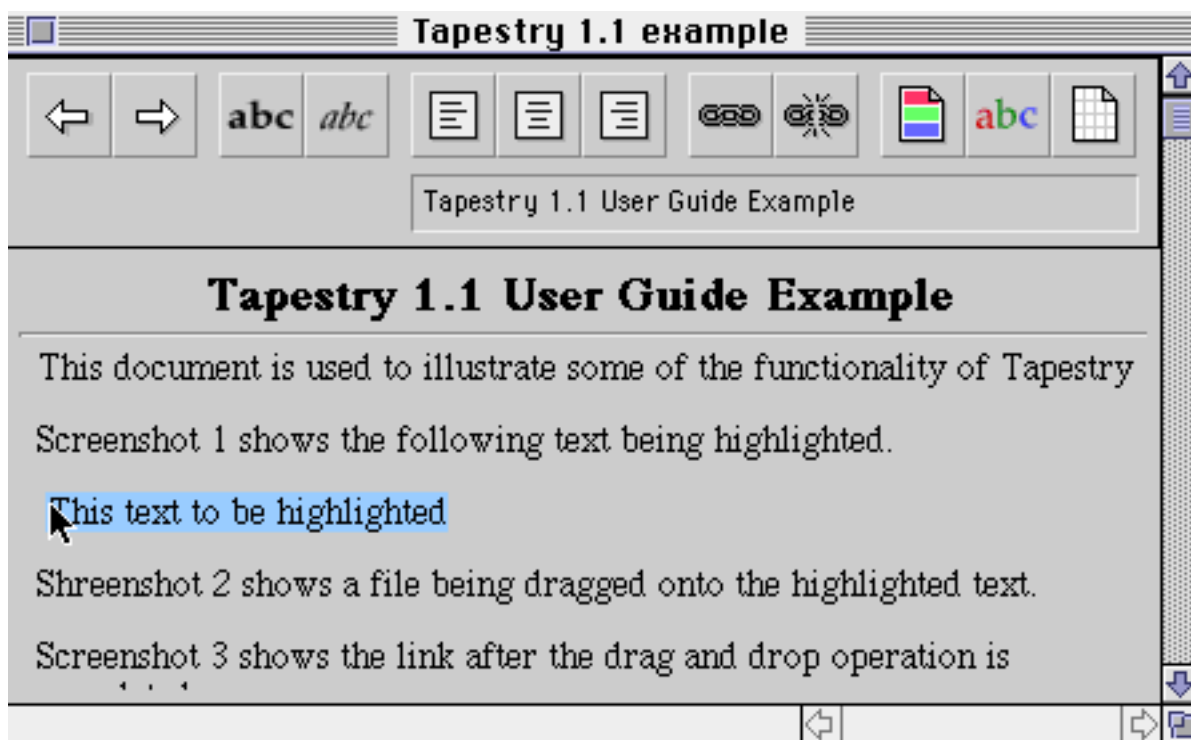 Tapestry 1.1 example
abc abc abc
Tapestry 1.1 User Guide Example
Tapestry 1.1 User Guide Example
This document is used to illustrate some of the functionality of Tapestry
Screenshot 1 shows the following text being highlighted.
This text to be highlighted
Shreenshot 2 shows a file being dragged onto the highlighted text.
Screenshot 3 shows the link after the drag and drop operation is